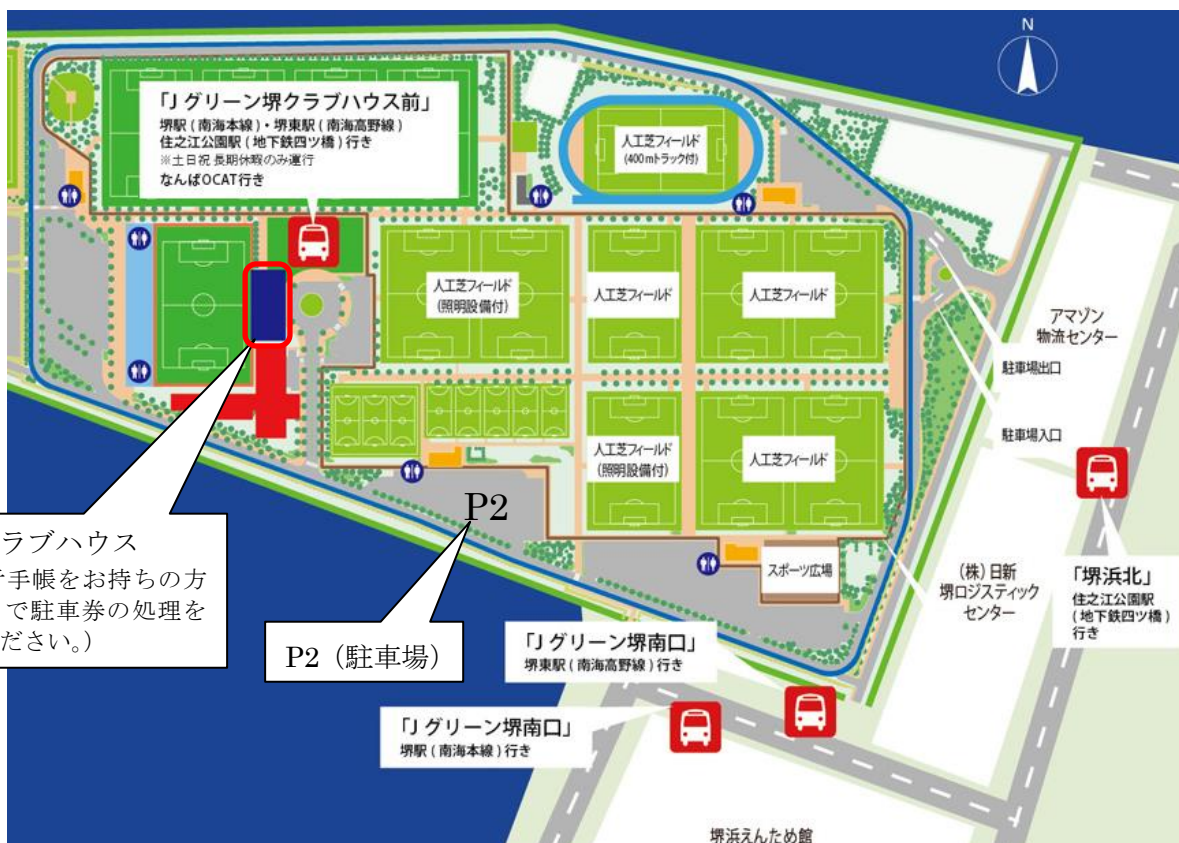 N
「J グリーン堺クラブハウス前」
堺駅 ( 南海本線 )・堺東駅 ( 南海高野線 )
住之江公園駅 ( 地下鉄四ツ橋 ) 行き
※土日祝 長期休暇のみ運行
なんばOCAT行き
人工芝フィールド
(400mトラック付)
人工芝フィールド
(照明設備付)
人工芝フィールド
人工芝フィールド
アマゾン
物流センター
駐車場出口
駐車場入口
人工芝フィールド
(照明設備付)
人工芝フィールド
P2
ラブハウス
手帳をお持ちの方
で駐車券の処理を
ださい。）
P2（駐車場）
スポーツ広場
(株) 日新
堺ロジスティック
センター
「堺浜北」
住之江公園駅
( 地下鉄四ツ橋 )
行き
「J グリーン堺南口」
堺東駅 ( 南海高野線 ) 行き
「J グリーン堺南口」
堺駅 ( 南海本線 ) 行き
堺浜えんため館